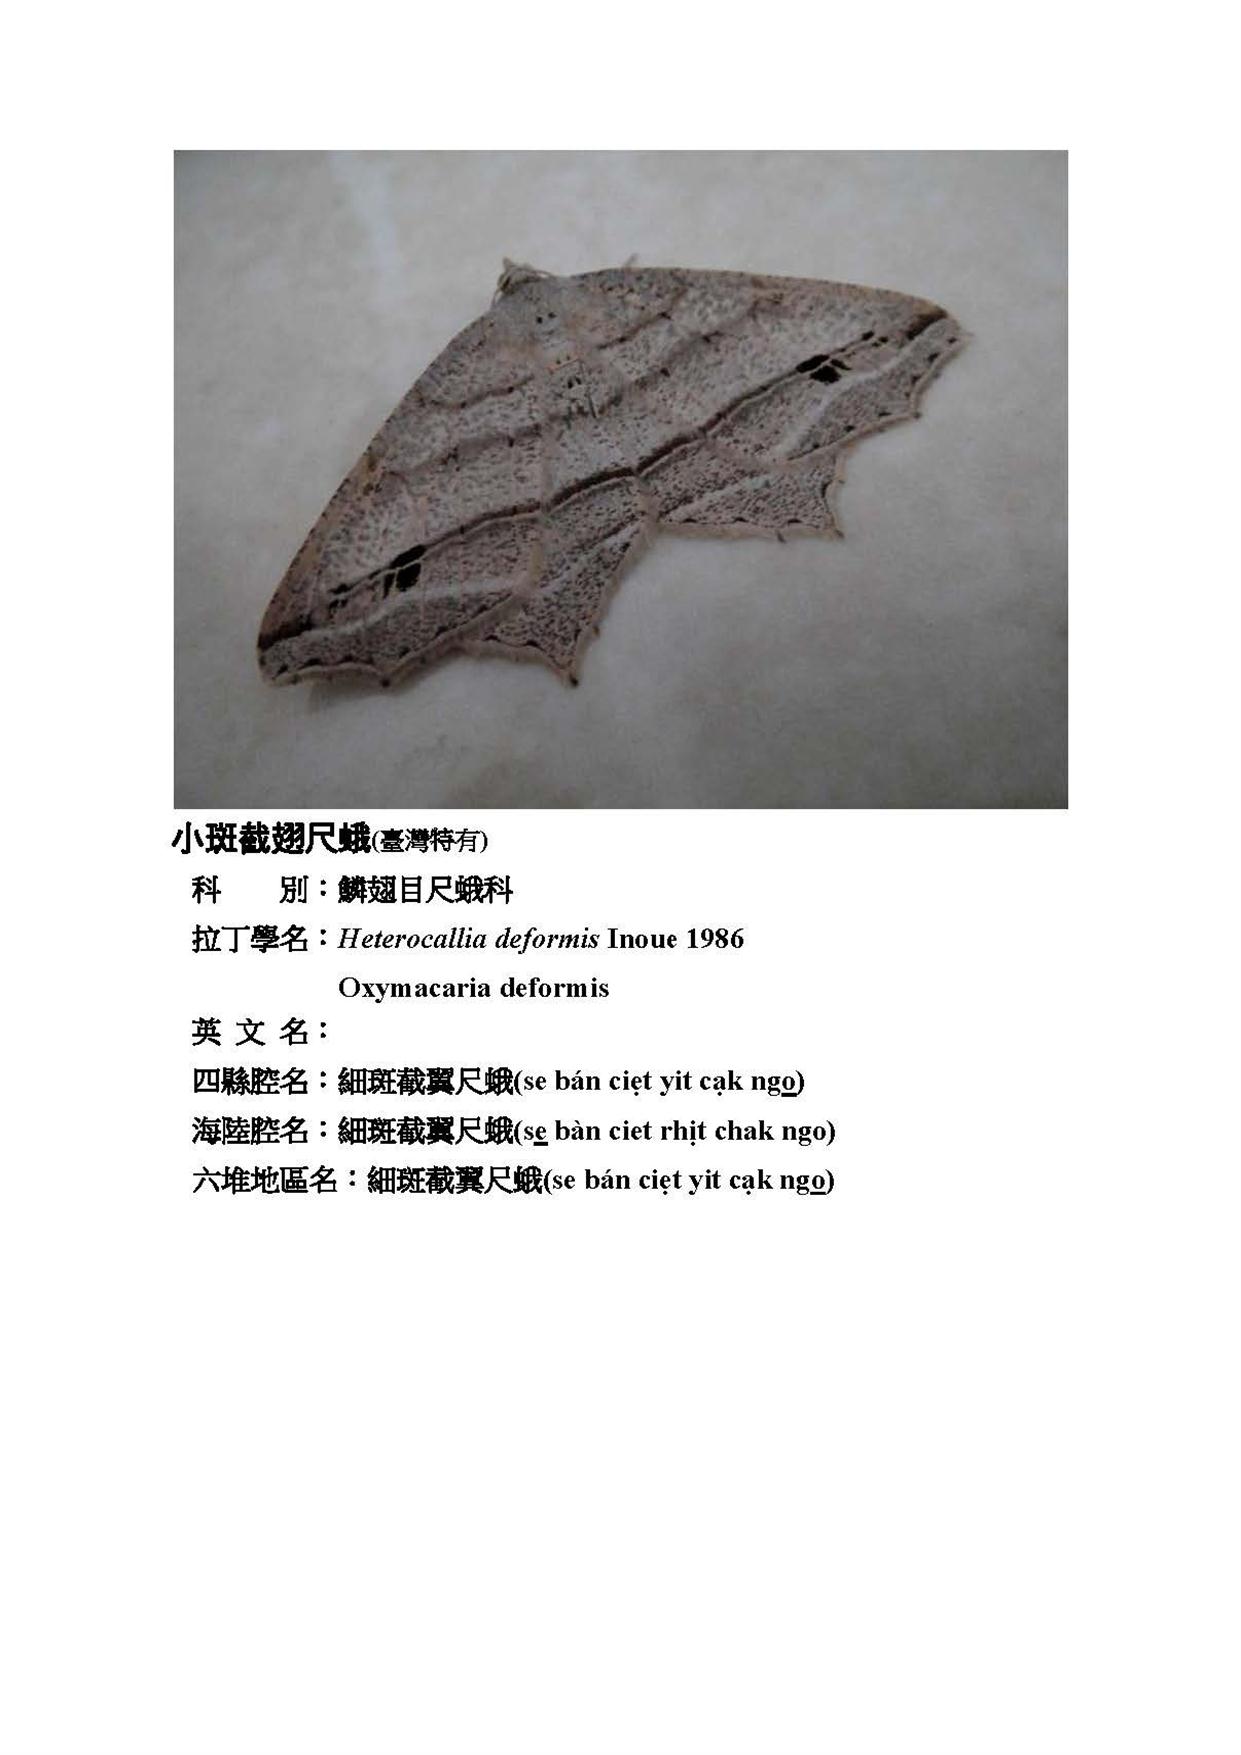 小斑截翅尺蛾(臺灣特有)
科　　別：鱗翅目尺蛾科
拉丁學名：Heterocallia deformis Inoue 1986
Oxymacaria deformis
英 文 名：
四縣腔名：細斑截翼尺蛾(se bán ciẹt yit cạk ngo)
海陸腔名：細斑截翼尺蛾(se bàn ciet rhịt chak ngo)
六堆地區名：細斑截翼尺蛾(se bán ciẹt yit cạk ngo)